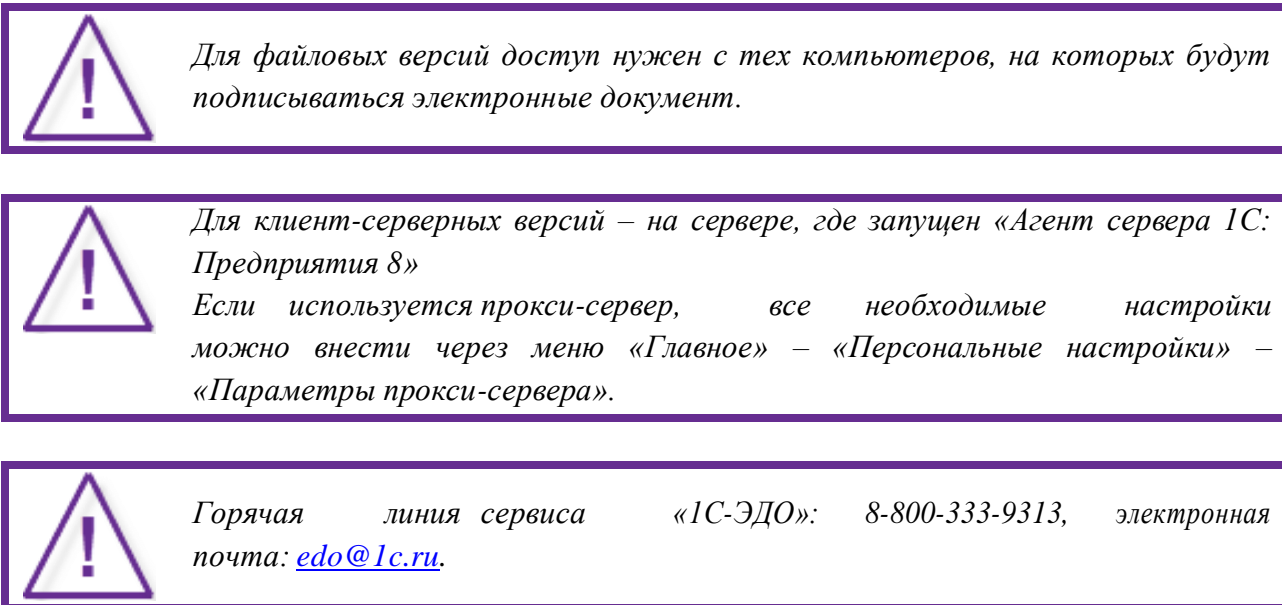 Для файловых версий доступ нужен с тех компьютеров, на которых будут
подписываться электронные документ.
Для клиент-серверных версий – на сервере, где запущен «Агент сервера 1С:
Предприятия 8»
Если используется прокси-сервер, все необходимые настройки
можно внести через меню «Главное» – «Персональные настройки» –
«Параметры прокси-сервера».
Горячая линия сервиса «1С-ЭДО»: 8-800-333-9313, электронная
почта: edo@1c.ru.